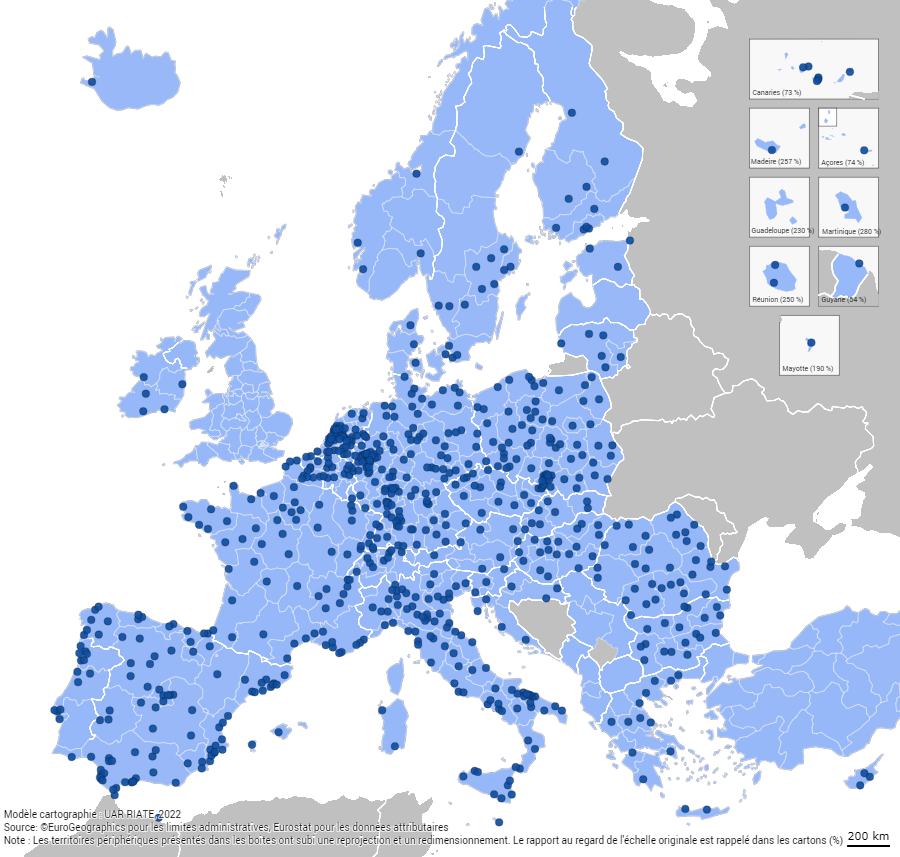 Canaries (73 %)
Madeire (257 %)
Açores (74 %)
Guadeloupe (230 %)
Martinique (280 %)
Réunion (250 %)
Guyane (64 %)
Mayotte (190 %)
Modèle cartographie : UAR RIATE, 2022
Source: ©EuroGeographics pour les limites administratives, Eurostat pour les données attributaires
Note : Les territoires périphériques présentés dans les boites ont subi une reprojection et un redimensionnement. Le rapport au regard de l'échelle originale est rappelé dans les cartons (%)
200 km